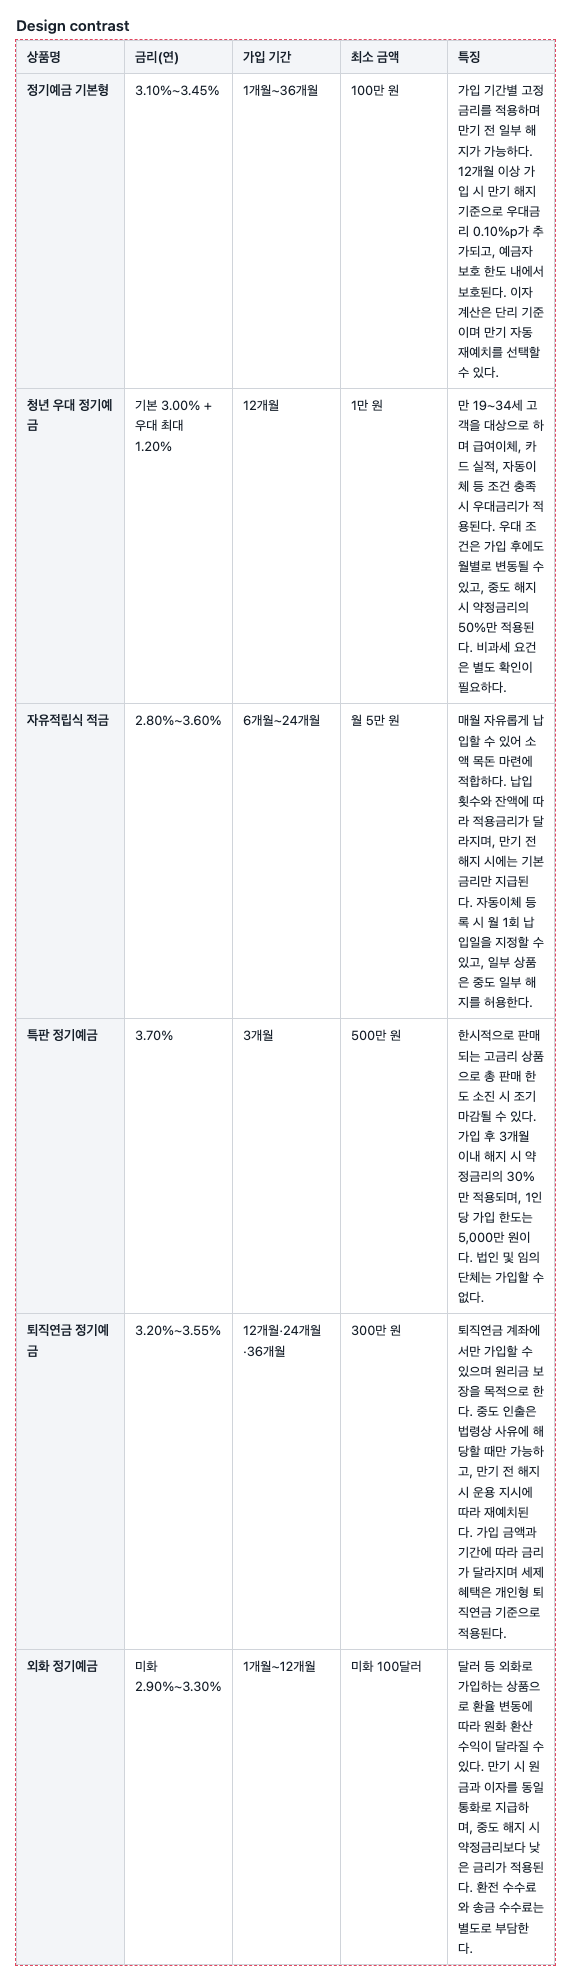 Design contrast
상품명 금리(연) 가입 기간 최소 금액 특징
정기예금 기본형 3.10%~3.45% 1개월~36개월 100만 원 가입 기간별 고정
금리를 적용하며
만기 전 일부 해
지가 가능하다.
12개월 이상 가
입 시 만기 해지
기준으로 우대금
리 0.10%p가 추
가되고, 예금자
보호 한도 내에서
보호된다. 이자
계산은 단리 기준
이며 만기 자동
재예치를 선택할
수 있다.
청년 우대 정기예
금
기본 3.00% +
우대 최대
1.20%
12개월
1만 원
만 19~34세 고
객을 대상으로 하
며 급여이체, 카
드 실적, 자동이
체 등 조건 충족
시 우대금리가 적
용된다. 우대 조
건은 가입 후에도
월별로 변동될 수
있고, 중도 해지
시 약정금리의
50%만 적용된
다. 비과세 요건
은 별도 확인이
필요하다.
자유적립식 적금 2.80%~3.60% 6개월~24개월 월 5만 원 매월 자유롭게 납
입할 수 있어 소
액 목돈 마련에
적합하다. 납입
횟수와 잔액에 따
라 적용금리가 달
라지며, 만기 전
해지 시에는 기본
금리만 지급된
다. 자동이체 등
록 시 월 1회 납
입일을 지정할 수
있고, 일부 상품
은 중도 일부 해
지를 허용한다.
특판 정기예금 3.70% 3개월 500만 원 한시적으로 판매
되는 고금리 상품
으로 총 판매 한
도 소진 시 조기
마감될 수 있다.
가입 후 3개월
이내 해지 시 약
정금리의 30%
만 적용되며, 1인
당 가입 한도는
5,000만 원이
다. 법인 및 임의
단체는 가입할 수
없다.
퇴직연금 정기예
금
3.20%~3.55%
12개월·24개월
·36개월
300만 원
퇴직연금 계좌에
서만 가입할 수
있으며 원리금 보
장을 목적으로 한
다. 중도 인출은
법령상 사유에 해
당할 때만 가능하
고, 만기 전 해지
시 운용 지시에
따라 재예치된
다. 가입 금액과
기간에 따라 금리
가 달라지며 세제
혜택은 개인형 퇴
직연금 기준으로
적용된다.
외화 정기예금
미화
2.90%~3.30%
1개월~12개월
미화 100달러
달러 등 외화로
가입하는 상품으
로 환율 변동에
따라 원화 환산
수익이 달라질 수
있다. 만기 시 원
금과 이자를 동일
통화로 지급하
며, 중도 해지 시
약정금리보다 낮
은 금리가 적용된
다. 환전 수수료
와 송금 수수료는
별도로 부담한
다.